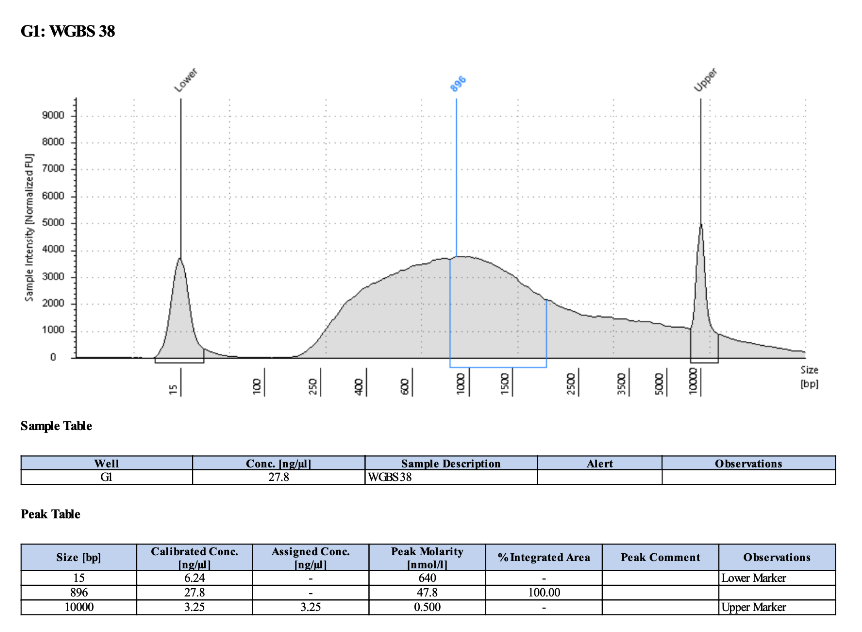 G1: WGBS 38
Lower
896
Upper
Sample Intensity [Normalized FU]
9000
8000
7000
6000
5000
4000
3000
2000
1000
0
15 100 250 400 600 1000 1500 2500 3500 5000 10000 Size [bp]
Sample Table
Well Conc. [ng/µl] Sample Description Alert Observations
G1 27.8 WGBS 38
Peak Table
Size [bp] Calibrated Conc. [ng/µl] Assigned Conc. [ng/µl] Peak Molarity [nmol/l] % Integrated Area Peak Comment Observations
15 6.24 - 640 - Lower Marker
896 27.8 - 47.8 100.00
10000 3.25 3.25 0.500 - Upper Marker